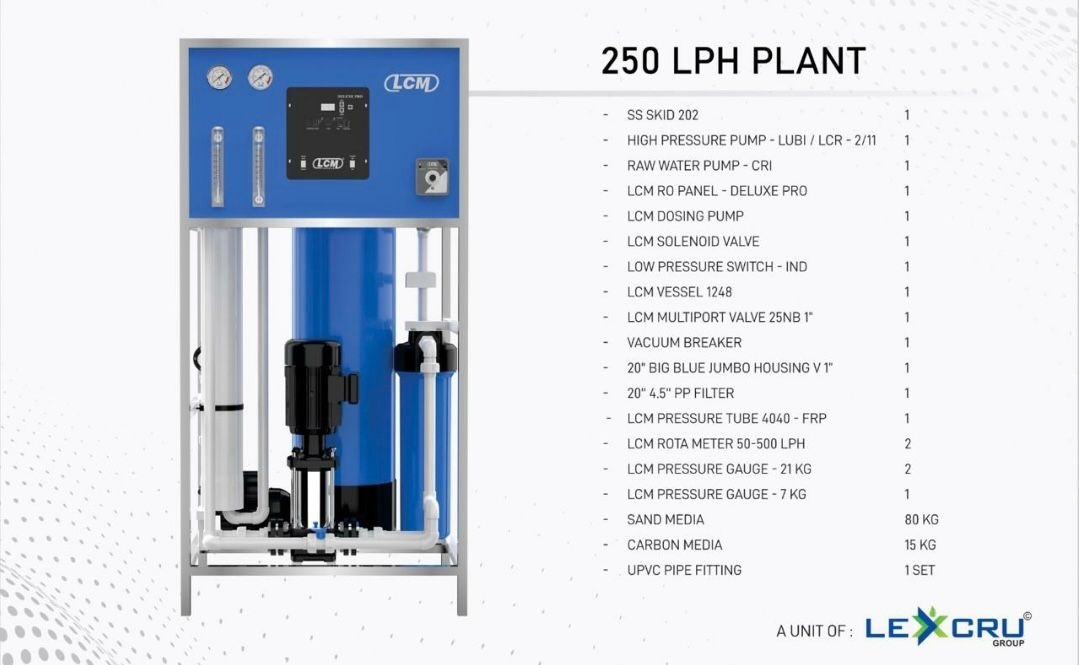 LCM
DELUXE PRO
LCM
250 LPH PLANT
- SS SKID 202 1
- HIGH PRESSURE PUMP - LUBI / LCR - 2/11 1
- RAW WATER PUMP - CRI 1
- LCM RO PANEL - DELUXE PRO 1
- LCM DOSING PUMP 1
- LCM SOLENOID VALVE 1
- LOW PRESSURE SWITCH - IND 1
- LCM VESSEL 1248 1
- LCM MULTIPORT VALVE 25NB 1" 1
- VACUUM BREAKER 1
- 20" BIG BLUE JUMBO HOUSING V 1" 1
- 20" 4.5" PP FILTER 1
- LCM PRESSURE TUBE 4040 - FRP 1
- LCM ROTA METER 50-500 LPH 2
- LCM PRESSURE GAUGE - 21 KG 2
- LCM PRESSURE GAUGE - 7 KG 1
- SAND MEDIA 80 KG
- CARBON MEDIA 15 KG
- UPVC PIPE FITTING 1 SET
A UNIT OF : LEXCRU ©
GROUP